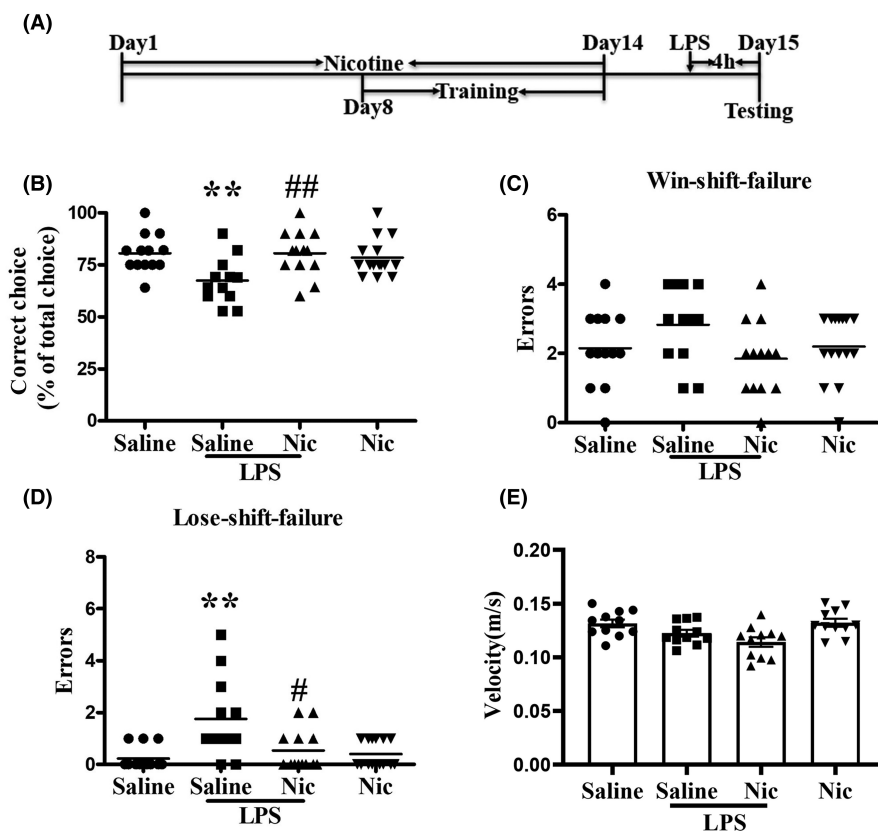 (A)
Day1 Day14 LPS Day15
Nicotine 4h
Day8 Training Testing
(B)
** ##
Correct choice
(% of total choice)
100
75
50
25
0
Saline Saline Nic Nic
LPS
(C)
Win-shift-failure
Errors
6
4
2
0
Saline Saline Nic Nic
LPS
(D)
Lose-shift-failure
** #
Errors
8
6
4
2
0
Saline Saline Nic Nic
LPS
(E)
Velocity(m/s)
0.20
0.15
0.10
0.05
0.00
Saline Saline Nic Nic
LPS